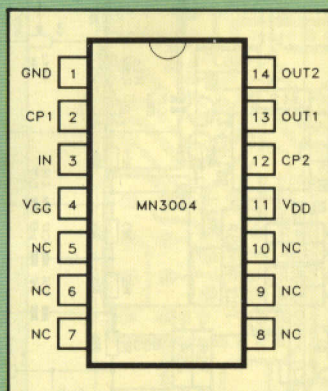 GND 1 14 OUT2
CP1 2 13 OUT1
IN 3 12 CP2
VGG 4 MN3004 11 VDD
NC 5 10 NC
NC 6 9 NC
NC 7 8 NC